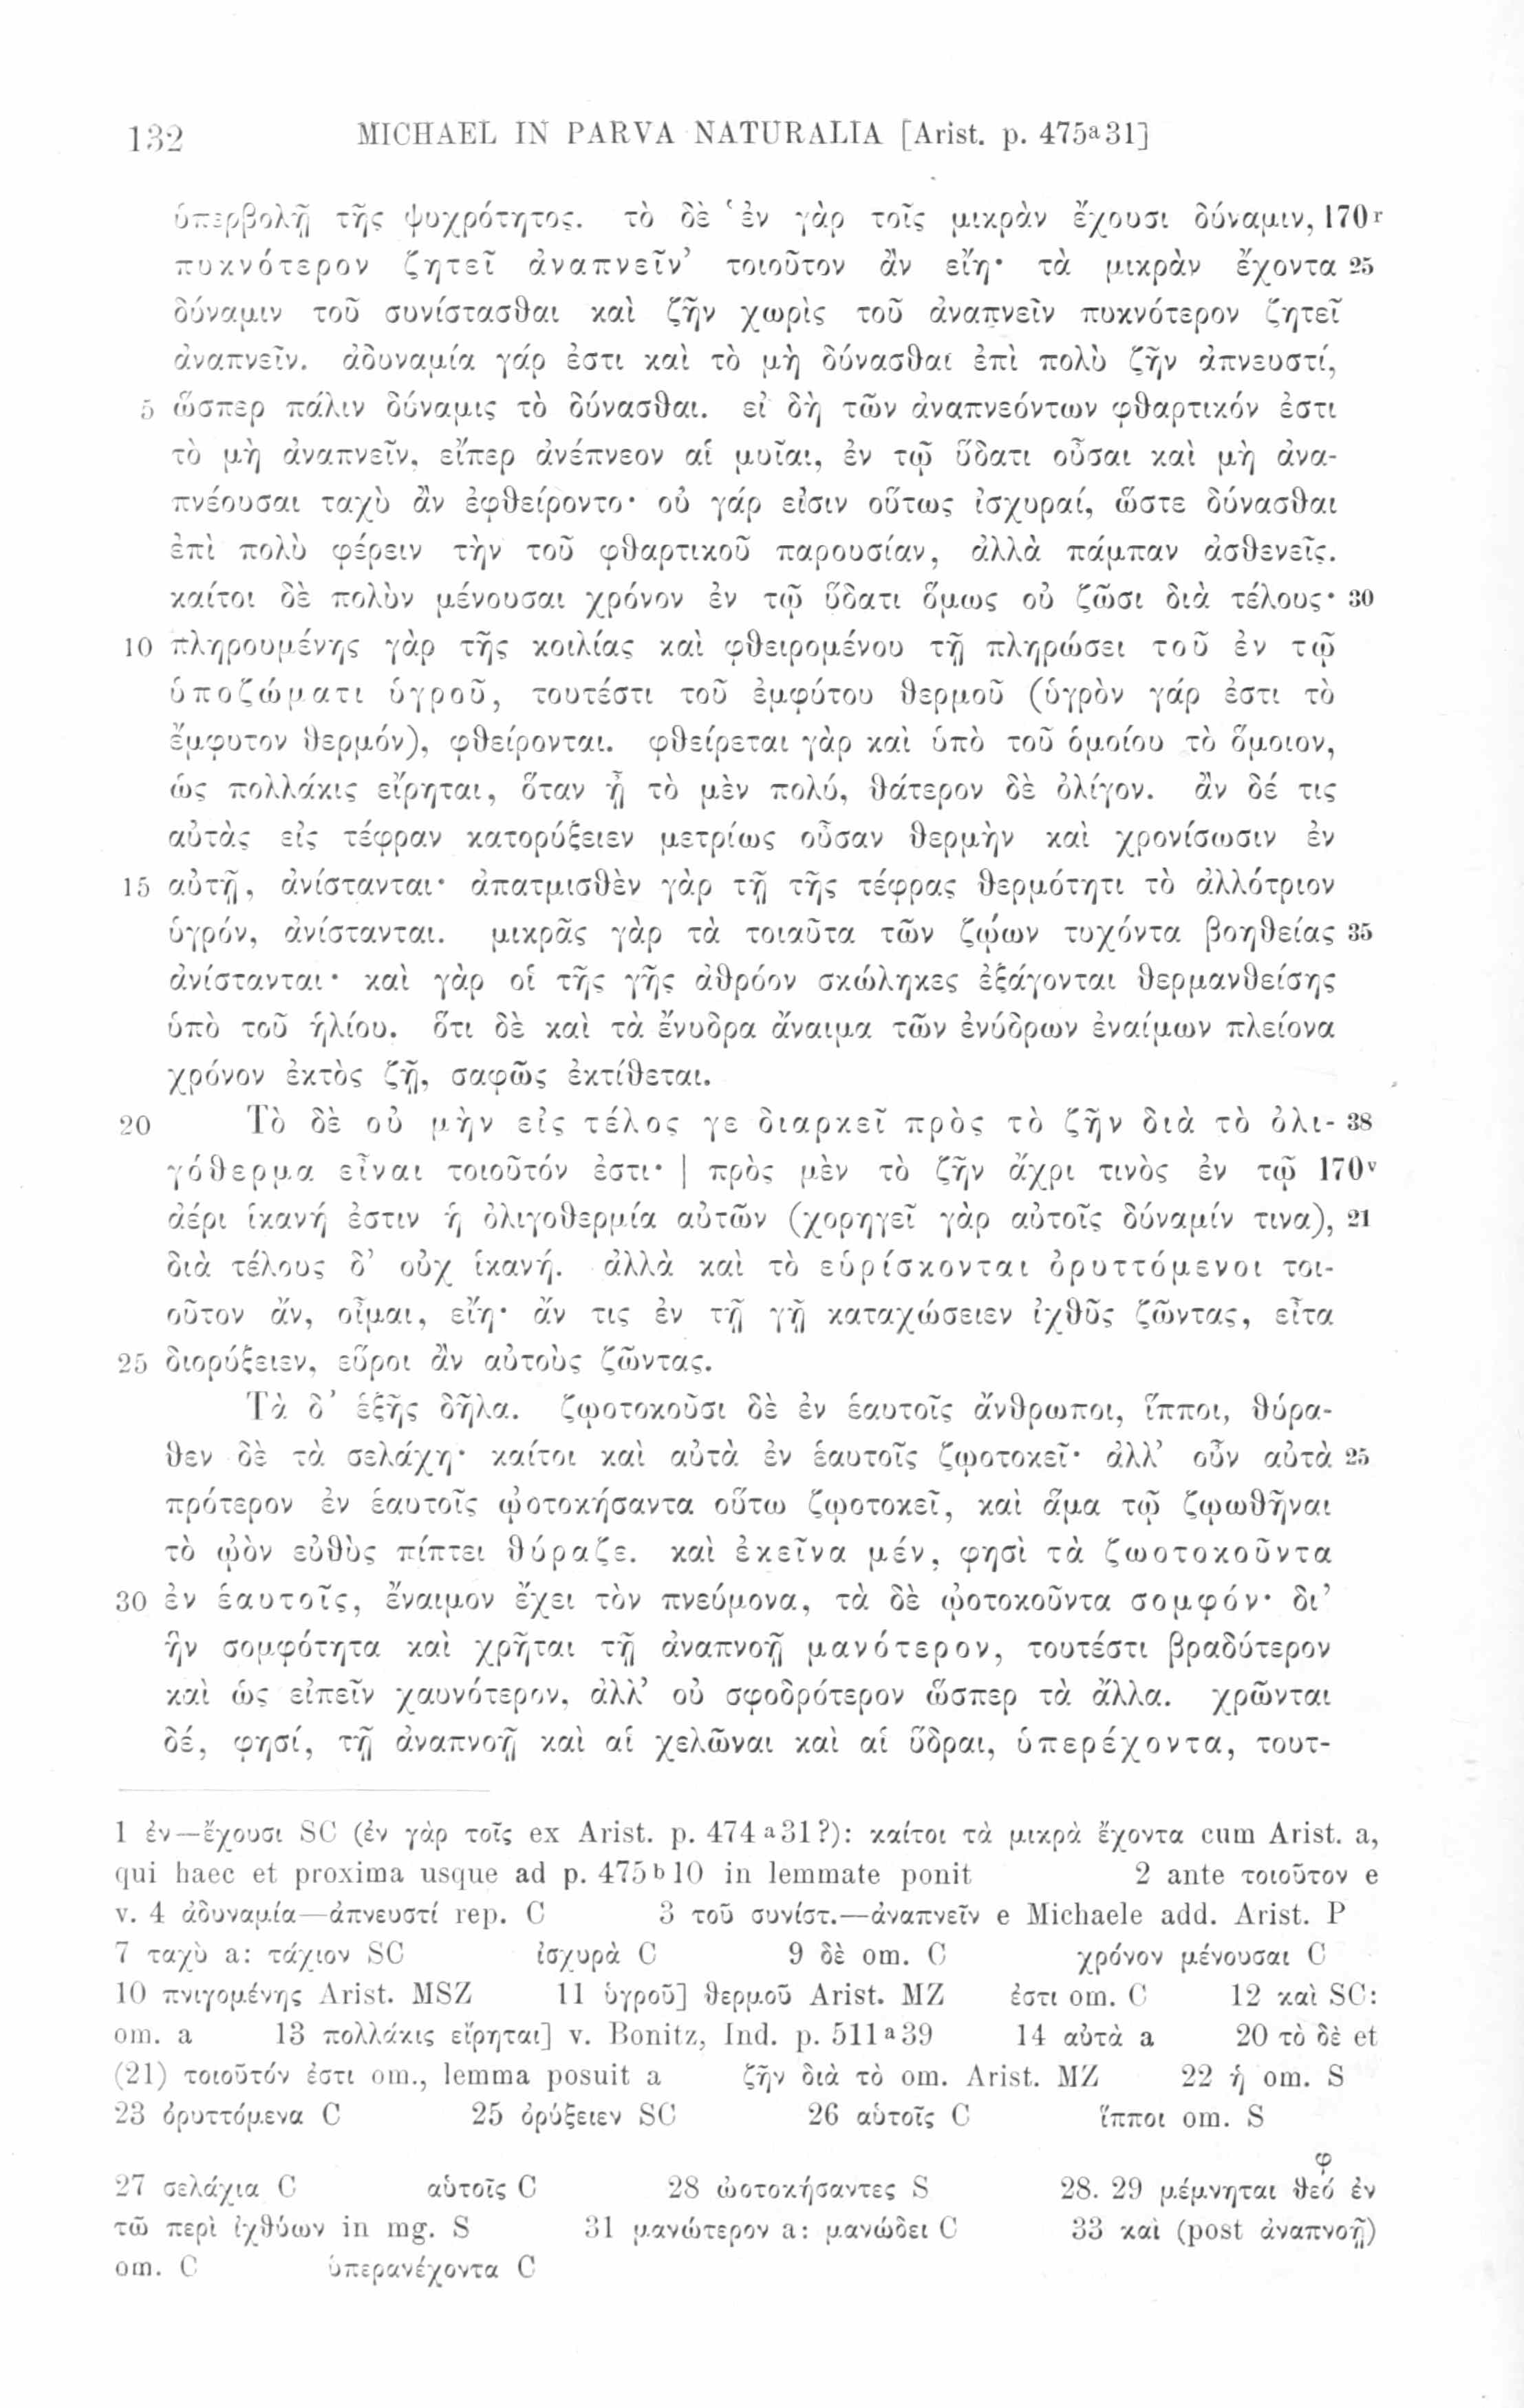 132 MICHAEL IN PARVA NATURALIA [Arist. p. 475a31]
ὑπερβολῇ τῆς ψυχρότητος. τὸ δὲ ‘ἐν γὰρ τοῖς μικρὰν ἔχουσι δύναμιν, 170r
πυκνότερον ζητεῖ ἀναπνεῖν’ τοιοῦτον ἂν εἴη· τὰ μικρὰν ἔχοντα 25
δύναμιν τοῦ συνίστασθαι καὶ ζῆν χωρὶς τοῦ ἀναπνεῖν πυκνότερον ζητεῖ
ἀναπνεῖν. ἀδυναμία γάρ ἐστι καὶ τὸ μὴ δύνασθαι ἐπὶ πολὺ ζῆν ἀπνευστί,
5 ὥσπερ πάλιν δύναμις τὸ δύνασθαι. εἰ δὴ τῶν ἀναπνεόντων φθαρτικόν ἐστι
τὸ μὴ ἀναπνεῖν, εἴπερ ἀνέπνεον αἱ μυῖαι, ἐν τῷ ὕδατι οὖσαι καὶ μὴ ἀνα-
πνέουσαι ταχὺ ἂν ἐφθείροντο· οὐ γάρ εἰσιν οὕτως ἰσχυραί, ὥστε δύνασθαι
ἐπὶ πολὺ φέρειν τὴν τοῦ φθαρτικοῦ παρουσίαν, ἀλλὰ πάμπαν ἀσθενεῖς.
καίτοι δὲ πολὺν μένουσαι χρόνον ἐν τῷ ὕδατι ὅμως οὐ ζῶσι διὰ τέλους· 30
10 πληρουμένης γὰρ τῆς κοιλίας καὶ φθειρομένου τῇ πληρώσει τοῦ ἐν τῷ
ὑποζώματι ὑγροῦ, τουτέστι τοῦ ἐμφύτου θερμοῦ (ὑγρὸν γάρ ἐστι τὸ
ἔμφυτον θερμόν), φθείρονται. φθείρεται γὰρ καὶ ὑπὸ τοῦ ὁμοίου τὸ ὅμοιον,
ὡς πολλάκις εἴρηται, ὅταν ᾖ τὸ μὲν πολύ, θάτερον δὲ ὀλίγον. ἂν δέ τις
αὐτὰς εἰς τέφραν κατορύξειεν μετρίως οὖσαν θερμὴν καὶ χρονίσωσιν ἐν
15 αὐτῇ, ἀνίστανται· ἀπατμισθὲν γὰρ τῇ τῆς τέφρας θερμότητι τὸ ἀλλότριον
ὑγρόν, ἀνίστανται. μικρᾶς γὰρ τὰ τοιαῦτα τῶν ζῴων τυχόντα βοηθείας 35
ἀνίστανται· καὶ γὰρ οἱ τῆς γῆς ἀθρόον σκώληκες ἐξάγονται θερμανθείσης
ὑπὸ τοῦ ἡλίου. ὅτι δὲ καὶ τὰ ἔνυδρα ἄναιμα τῶν ἐνύδρων ἐναίμων πλείονα
χρόνον ἐκτὸς ζῇ, σαφῶς ἐκτίθεται.
20 Τὸ δὲ οὐ μὴν εἰς τέλος γε διαρκεῖ πρὸς τὸ ζῆν διὰ τὸ ὀλι- 38
γόθερμα εἶναι τοιοῦτόν ἐστι· | πρὸς μὲν τὸ ζῆν ἄχρι τινὸς ἐν τῷ 170v
ἀέρι ἱκανή ἐστιν ἡ ὀλιγοθερμία αὐτῶν (χορηγεῖ γὰρ αὐτοῖς δύναμίν τινα), 21
διὰ τέλους δ’ οὐχ ἱκανή. ἀλλὰ καὶ τὸ εὑρίσκονται ὀρυττόμενοι τοι-
οῦτον ἄν, οἶμαι, εἴη· ἄν τις ἐν τῇ γῇ καταχώσειεν ἰχθῦς ζῶντας, εἶτα
25 διορύξειεν, εὕροι ἂν αὐτοὺς ζῶντας.
Τὰ δ’ ἑξῆς δῆλα. ζῳοτοκοῦσι δὲ ἐν ἑαυτοῖς ἄνθρωποι, ἵπποι, θύρα-
θεν δὲ τὰ σελάχη· καίτοι καὶ αὐτὰ ἐν ἑαυτοῖς ζῳοτοκεῖ· ἀλλ’ οὖν αὐτὰ 25
πρότερον ἐν ἑαυτοῖς ᾠοτοκήσαντα οὕτω ζῳοτοκεῖ, καὶ ἅμα τῷ ζῳωθῆναι
τὸ ᾠὸν εὐθὺς πίπτει θύραζε. καὶ ἐκεῖνα μέν, φησὶ τὰ ζωοτοκοῦντα
30 ἐν ἑαυτοῖς, ἔναιμον ἔχει τὸν πνεύμονα, τὰ δὲ ᾠοτοκοῦντα σομφόν· δι’
ἣν σομφότητα καὶ χρῆται τῇ ἀναπνοῇ μανότερον, τουτέστι βραδύτερον
καὶ ὡς εἰπεῖν χαυνότερον, ἀλλ’ οὐ σφοδρότερον ὥσπερ τὰ ἄλλα. χρῶνται
δέ, φησί, τῇ ἀναπνοῇ καὶ αἱ χελῶναι καὶ αἱ ὕδραι, ὑπερέχοντα, τουτ-
1 ἐν—ἔχουσι SC (ἐν γὰρ τοῖς ex Arist. p. 474a31?): καίτοι τὰ μικρὰ ἔχοντα cum Arist. a,
qui haec et proxima usque ad p. 475b10 in lemmate ponit 2 ante τοιοῦτον e
v. 4 ἀδυναμία—ἀπνευστί rep. C 3 τοῦ συνίστ.—ἀναπνεῖν e Michaele add. Arist. P
7 ταχὺ a: τάχιον SC ἰσχυρὰ C 9 δὲ om. C χρόνον μένουσαι C
10 πνιγομένης Arist. MSZ 11 ὑγροῦ] θερμοῦ Arist. MZ ἐστι om. C 12 καὶ SC:
om. a 13 πολλάκις εἴρηται] v. Bonitz, Ind. p. 511a39 14 αὐτὰ a 20 τὸ δὲ et
(21) τοιοῦτόν ἐστι om., lemma posuit a ζῆν διὰ τὸ om. Arist. MZ 22 ἡ om. S
23 ὀρυττόμενα C 25 ὀρύξειεν SC 26 αὑτοῖς C ἵπποι om. S
27 σελάχια C αὑτοῖς C 28 ὠοτοκήσαντες S 28. 29 μέμνηται θεόφ ἐν
τῶ περὶ ἰχθύων in mg. S 31 μανώτερον a: μανώδει C 33 καὶ (post ἀναπνοῇ)
om. C ὑπερανέχοντα C